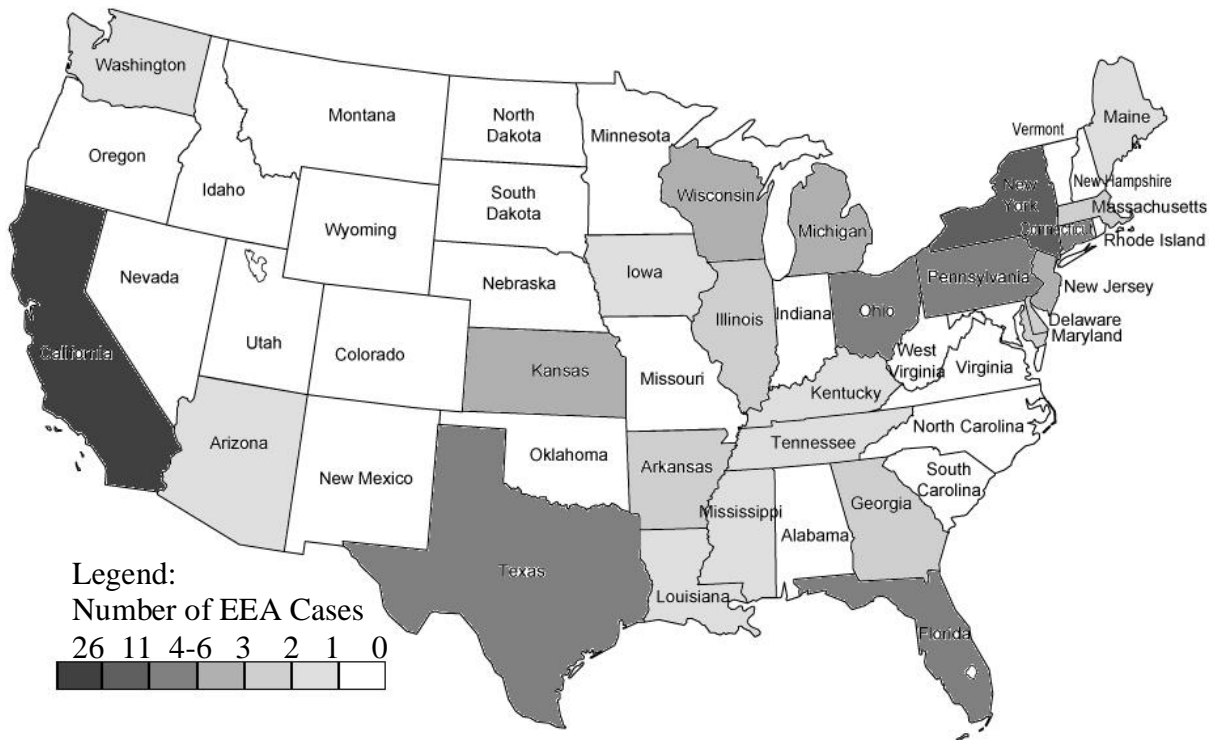 Washington
Montana
North
Dakota
Minnesota
Vermont
Maine
Oregon
Idaho
South
Dakota
Wisconsin
Michigan
New
York
New Hampshire
Massachusetts
Connecticut
Rhode Island
Wyoming
Nevada
Nebraska
Iowa
Illinois
Indiana
Ohio
Pennsylvania
New Jersey
Delaware
Maryland
California
Utah
Colorado
Kansas
Missouri
West
Virginia
Virginia
Kentucky
Arizona
New Mexico
Oklahoma
Arkansas
Tennessee
North Carolina
South
Carolina
Mississippi
Alabama
Georgia
Texas
Louisiana
Florida
Legend:
Number of EEA Cases
26 11 4-6 3 2 1 0